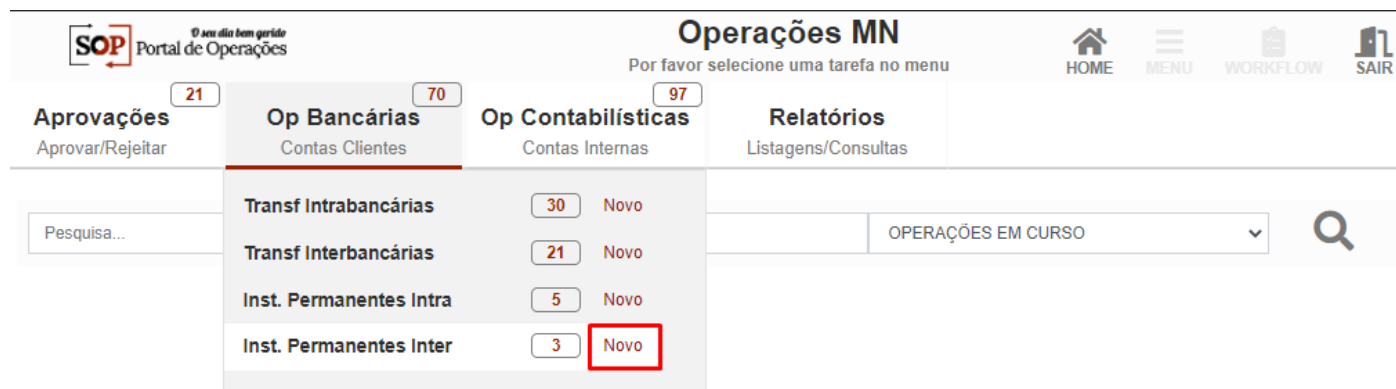 O seu dia bem gerido
SOP Portal de Operações
Operações MN
Por favor selecione uma tarefa no menu
HOME
MENU
WORKFLOW
SAIR
21
Aprovações
Aprovar/Rejeitar
70
Op Bancárias
Contas Clientes
97
Op Contabilísticas
Contas Internas
Relatórios
Listagens/Consultas
Pesquisa...
OPERAÇÕES EM CURSO
Transf Intrabancárias 30 Novo
Transf Interbancárias 21 Novo
Inst. Permanentes Intra 5 Novo
Inst. Permanentes Inter 3 Novo